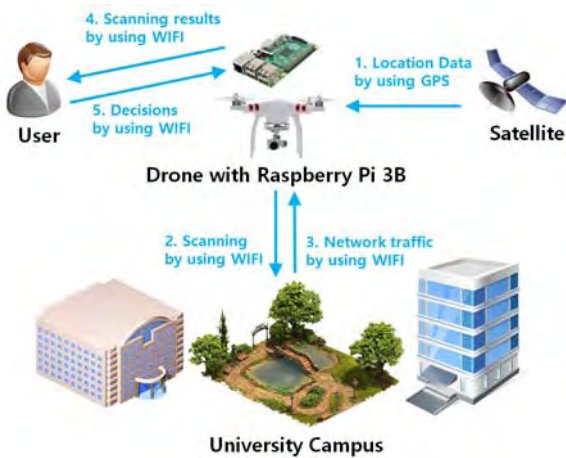 4. Scanning results
by using WIFI
1. Location Data
by using GPS
5. Decisions
by using WIFI
User
Satellite
Drone with Raspberry Pi 3B
2. Scanning
by using WIFI
3. Network traffic
by using WIFI
University Campus